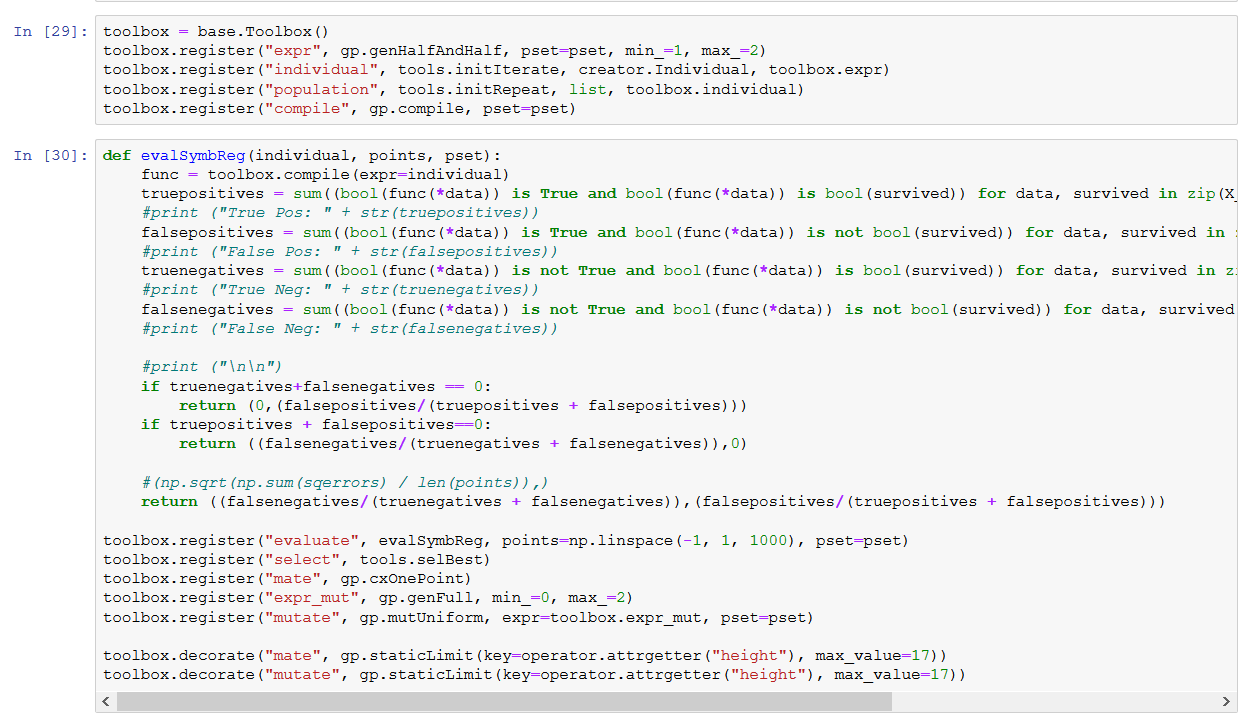 In [29]:
toolbox = base.Toolbox()
toolbox.register("expr", gp.genHalfAndHalf, pset=pset, min_=1, max_=2)
toolbox.register("individual", tools.initIterate, creator.Individual, toolbox.expr)
toolbox.register("population", tools.initRepeat, list, toolbox.individual)
toolbox.register("compile", gp.compile, pset=pset)
In [30]:
def evalSymbReg(individual, points, pset):
    func = toolbox.compile(expr=individual)
    truepositives = sum((bool(func(*data)) is True and bool(func(*data)) is bool(survived)) for data, survived in zip(X_
    #print ("True Pos: " + str(truepositives))
    falsepositives = sum((bool(func(*data)) is True and bool(func(*data)) is not bool(survived)) for data, survived in
    #print ("False Pos: " + str(falsepositives))
    truenegatives = sum((bool(func(*data)) is not True and bool(func(*data)) is bool(survived)) for data, survived in z
    #print ("True Neg: " + str(truenegatives))
    falsenegatives = sum((bool(func(*data)) is not True and bool(func(*data)) is not bool(survived)) for data, survived
    #print ("False Neg: " + str(falsenegatives))
    #print ("\n\n")
    if truenegatives+falsenegatives == 0:
        return (0,(falsepositives/(truepositives + falsepositives)))
    if truepositives + falsepositives==0:
        return ((falsenegatives/(truenegatives + falsenegatives)),0)
    #(np.sqrt(np.sum(sqerrors) / len(points)),)
    return ((falsenegatives/(truenegatives + falsenegatives)),(falsepositives/(truepositives + falsepositives)))
toolbox.register("evaluate", evalSymbReg, points=np.linspace(-1, 1, 1000), pset=pset)
toolbox.register("select", tools.selBest)
toolbox.register("mate", gp.cxOnePoint)
toolbox.register("expr_mut", gp.genFull, min_=0, max_=2)
toolbox.register("mutate", gp.mutUniform, expr=toolbox.expr_mut, pset=pset)
toolbox.decorate("mate", gp.staticLimit(key=operator.attrgetter("height"), max_value=17))
toolbox.decorate("mutate", gp.staticLimit(key=operator.attrgetter("height"), max_value=17))